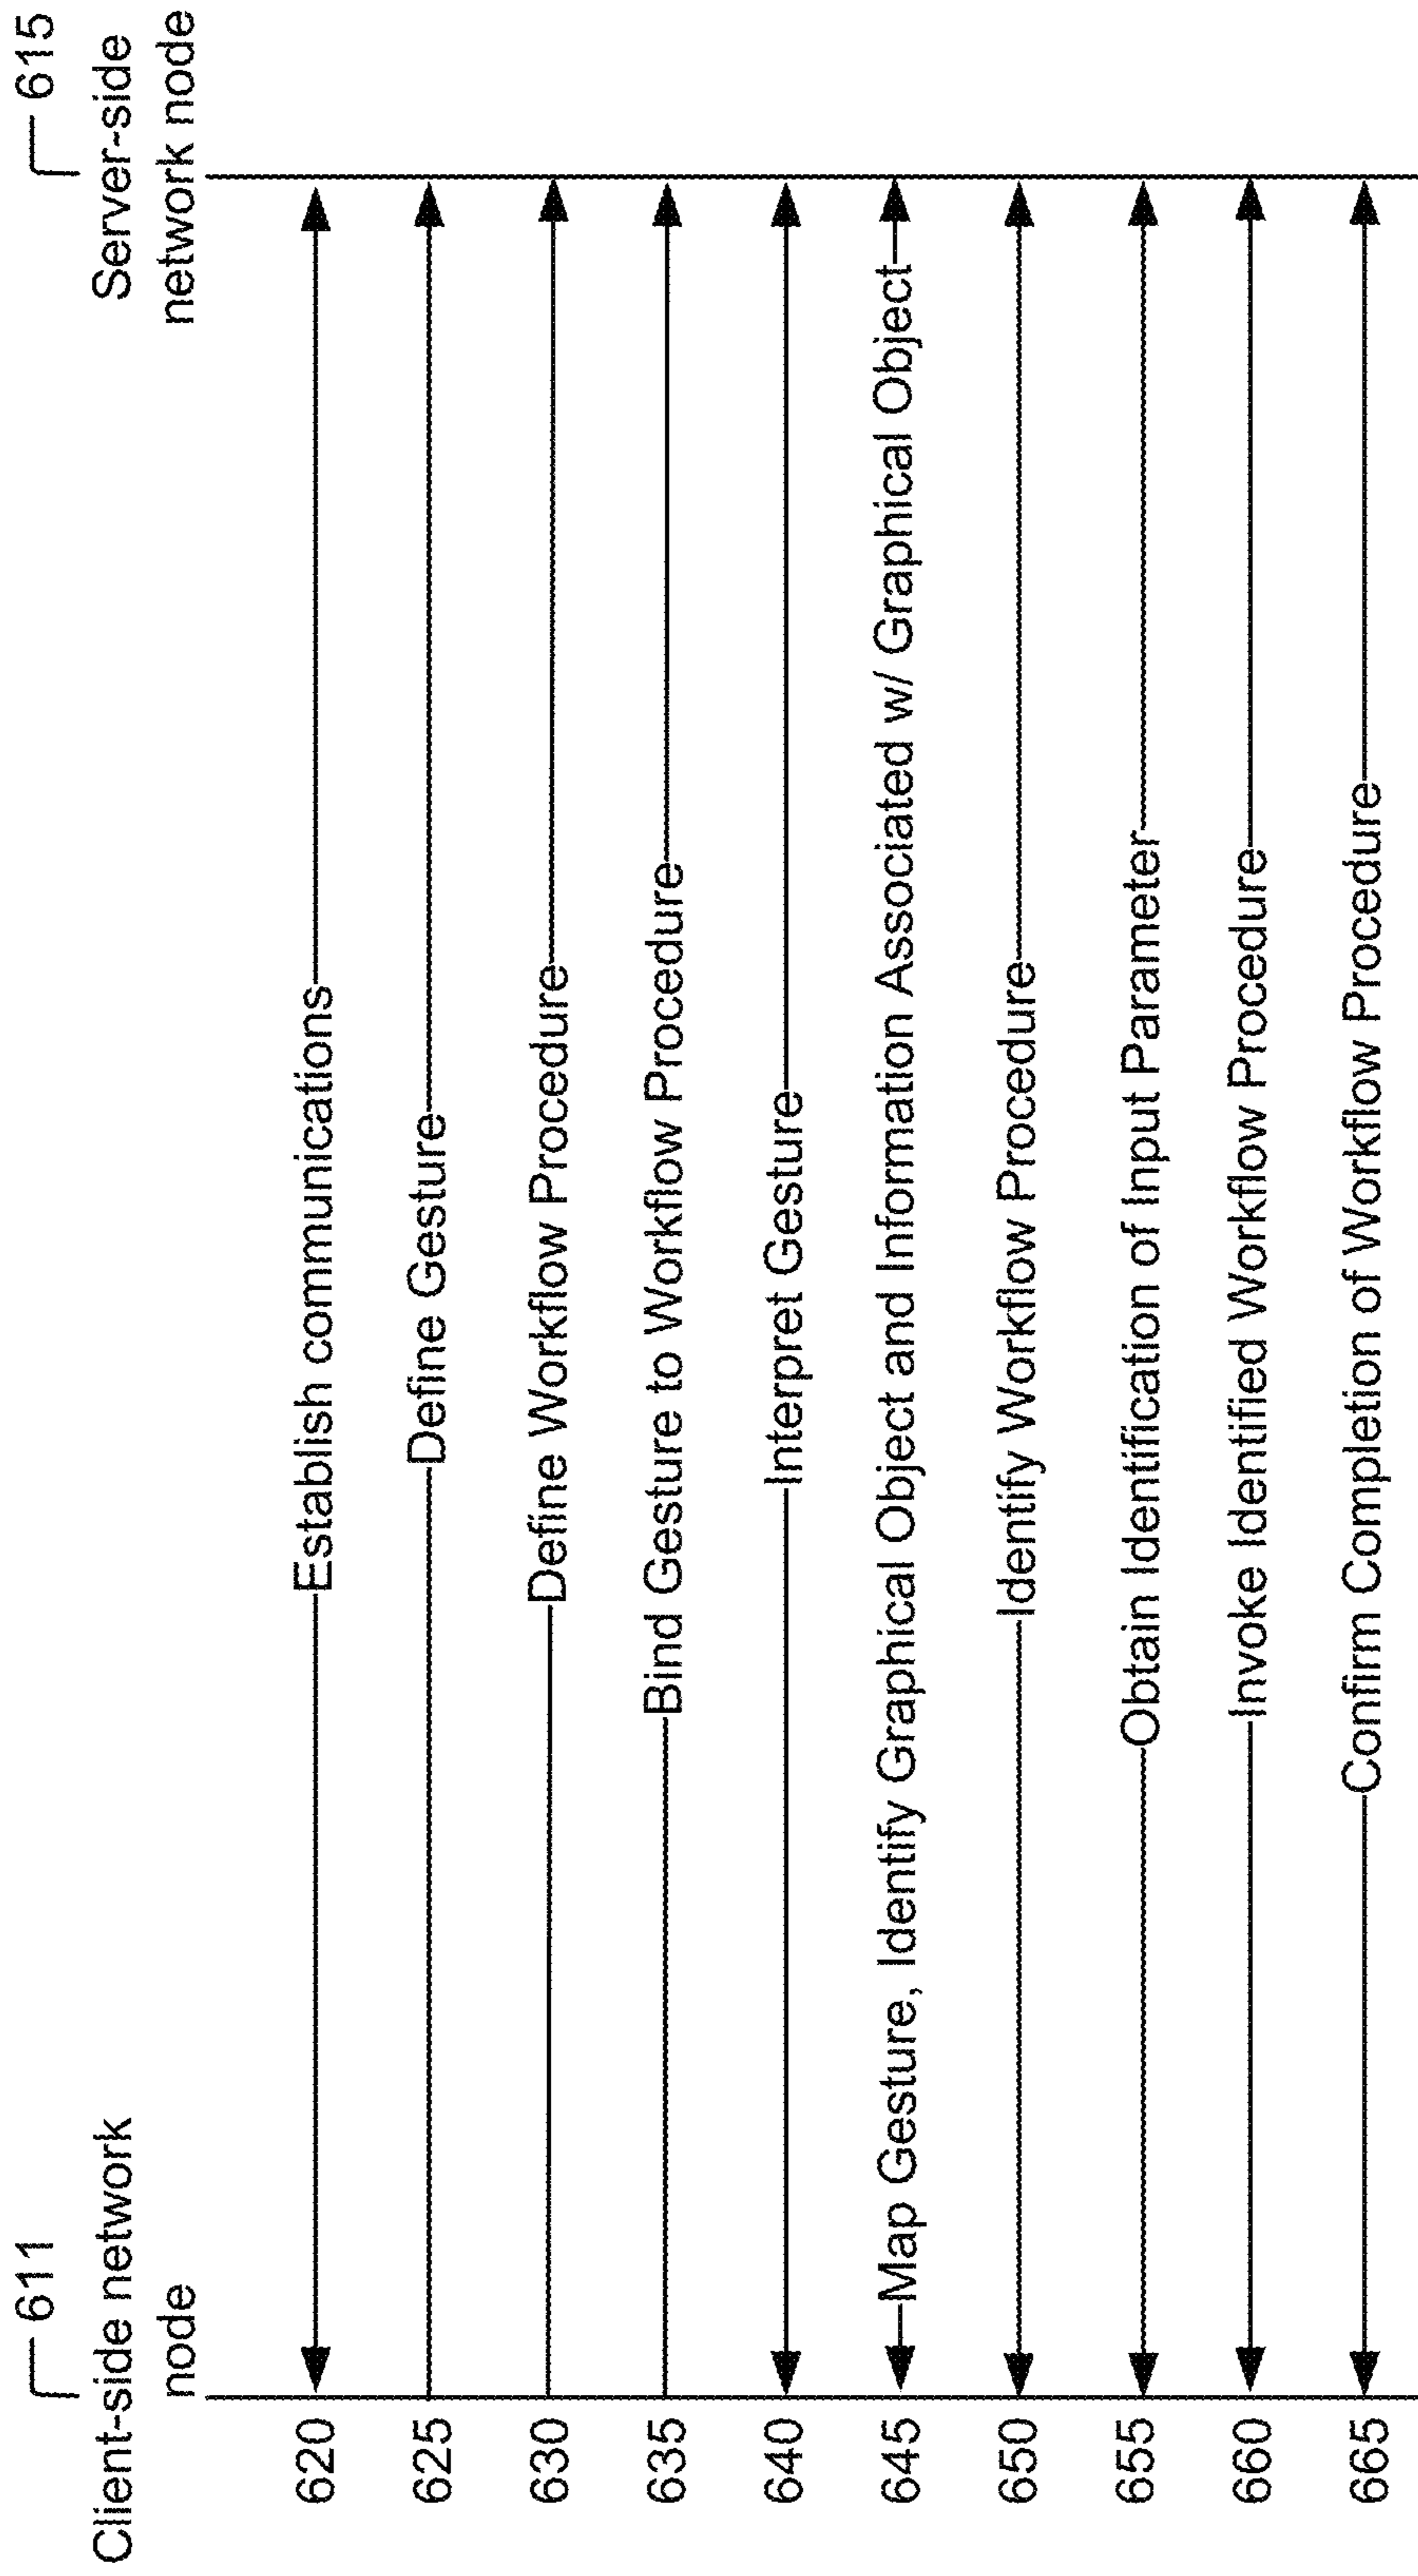 611
Client-side network
node
615
Server-side
network node
620 Establish communications
625 Define Gesture
630 Define Workflow Procedure
635 Bind Gesture to Workflow Procedure
640 Interpret Gesture
645 Map Gesture, Identify Graphical Object and Information Associated w/ Graphical Object
650 Identify Workflow Procedure
655 Obtain Identification of Input Parameter
660 Invoke Identified Workflow Procedure
665 Confirm Completion of Workflow Procedure